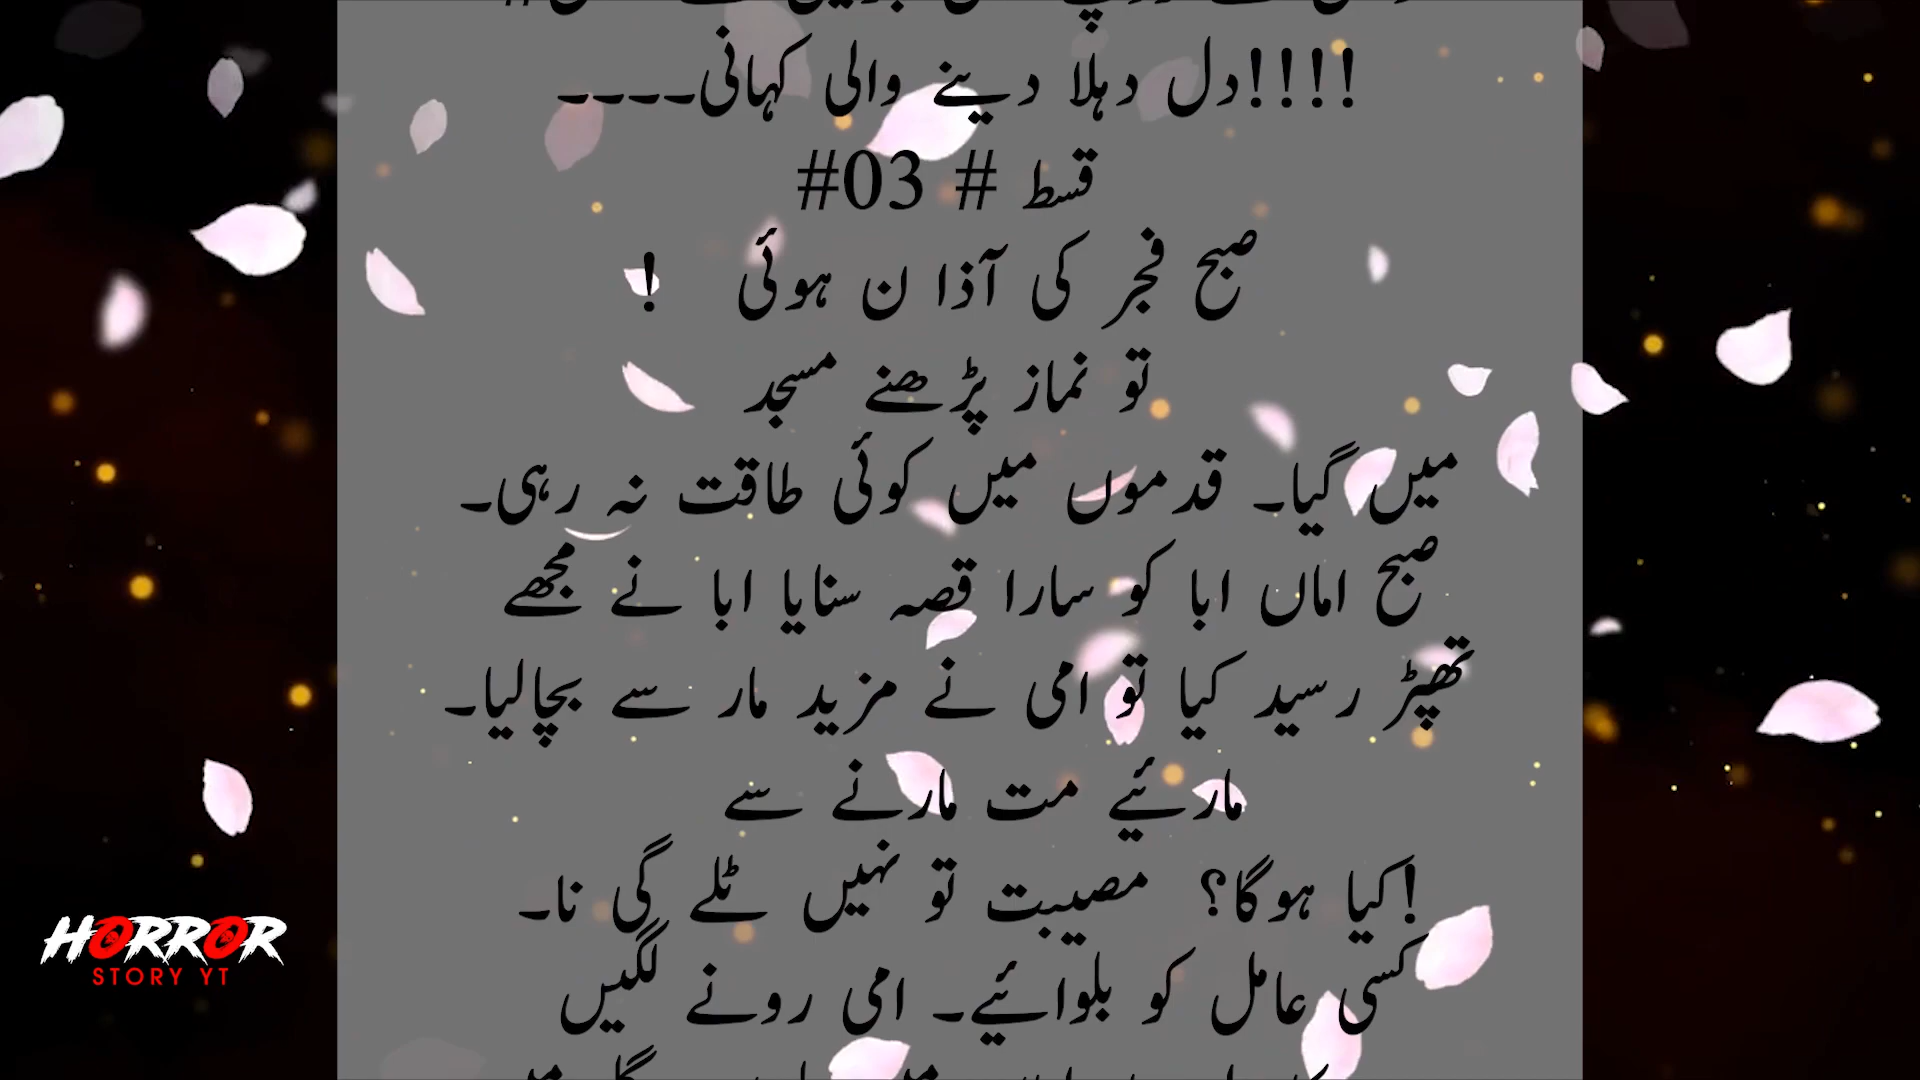 !!!!دل دہلا دینے والی کہانی۔۔۔۔
قسط # 03#
صبح فجر کی آذا ن ہوئی !
تو نماز پڑھنے مسجد
میں گیا۔ قدموں میں کوئی طاقت نہ رہی۔
صبح اماں ابا کو سارا قصہ سنایا ابا نے مجھے
تھپڑ رسید کیا تو امی نے مزید مار سے بچالیا۔
مارئیے مت مارنے سے
!کیا ہوگا؟ مصیبت تو نہیں ٹلے گی نا۔
کسی عامل کو بلوائیے۔ امی رونے لگیں
HORROR
STORY YT